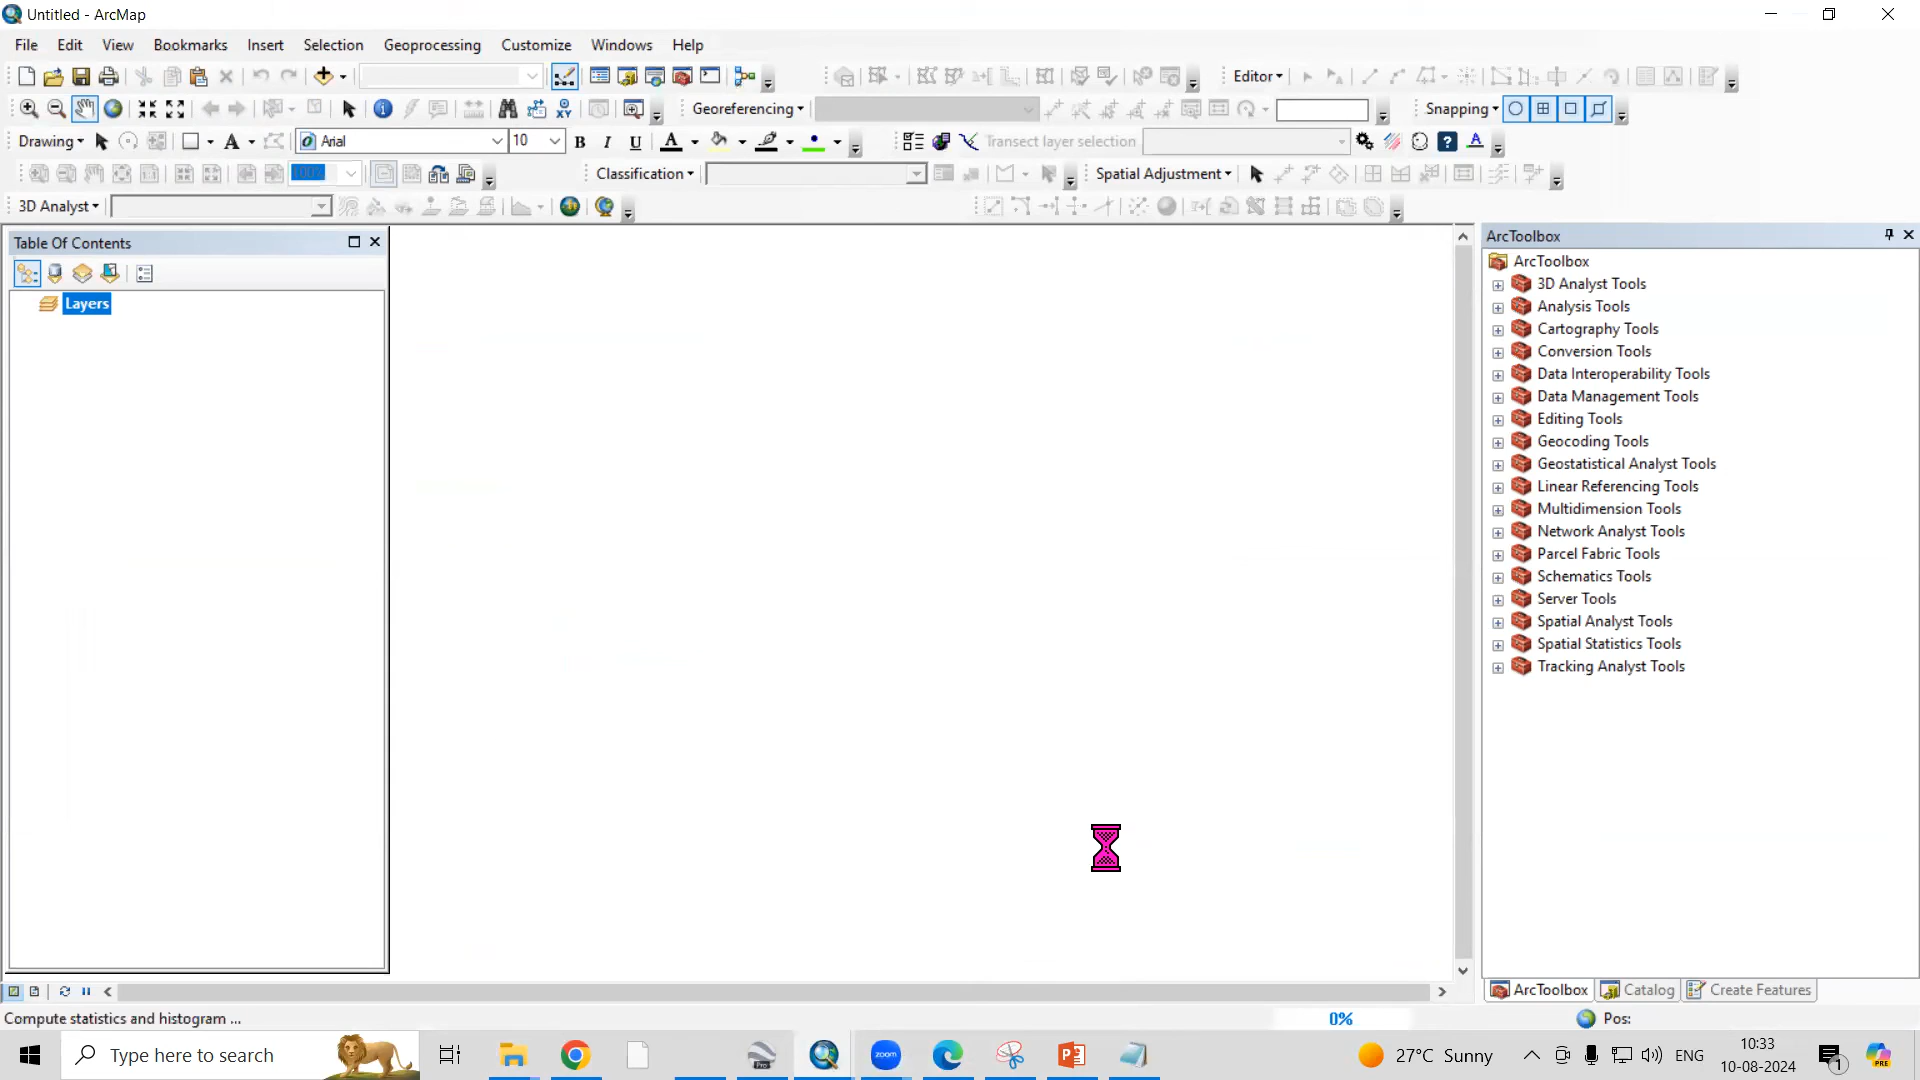 Untitled - ArcMap
File Edit View Bookmarks Insert Selection Geoprocessing Customize Windows Help
Editor
Georeferencing
Snapping
Drawing A Arial 10 B I U A Transect layer selection
Classification
Spatial Adjustment
3D Analyst
Table Of Contents
Layers
ArcToolbox
ArcToolbox
3D Analyst Tools
Analysis Tools
Cartography Tools
Conversion Tools
Data Interoperability Tools
Data Management Tools
Editing Tools
Geocoding Tools
Geostatistical Analyst Tools
Linear Referencing Tools
Multidimension Tools
Network Analyst Tools
Parcel Fabric Tools
Schematics Tools
Server Tools
Spatial Analyst Tools
Spatial Statistics Tools
Tracking Analyst Tools
ArcToolbox Catalog Create Features
Compute statistics and histogram ... 0% Pos:
Type here to search
zoom
27°C Sunny
ENG
10:33
10-08-2024
1